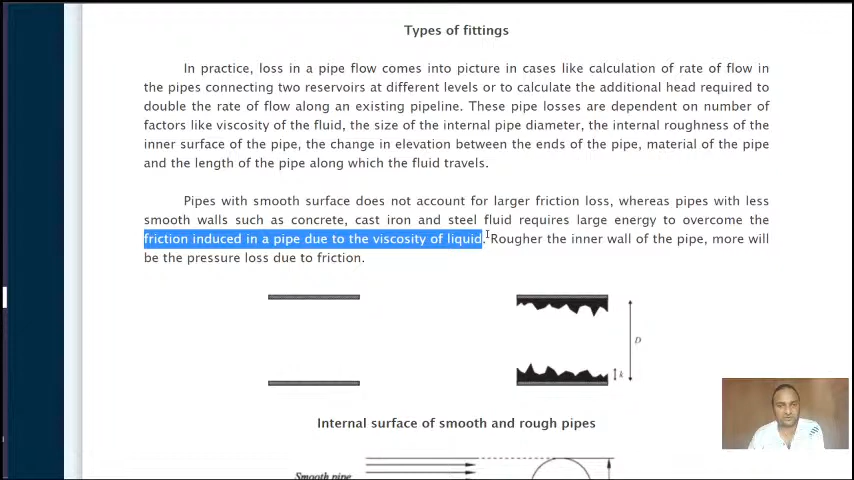 Types of fittings
In practice, loss in a pipe flow comes into picture in cases like calculation of rate of flow in
the pipes connecting two reservoirs at different levels or to calculate the additional head required to
double the rate of flow along an existing pipeline. These pipe losses are dependent on number of
factors like viscosity of the fluid, the size of the internal pipe diameter, the internal roughness of the
inner surface of the pipe, the change in elevation between the ends of the pipe, material of the pipe
and the length of the pipe along which the fluid travels.
Pipes with smooth surface does not account for larger friction loss, whereas pipes with less
smooth walls such as concrete, cast iron and steel fluid requires large energy to overcome the
friction induced in a pipe due to the viscosity of liquid. Rougher the inner wall of the pipe, more will
be the pressure loss due to friction.
D
k
Internal surface of smooth and rough pipes
Smooth pipe